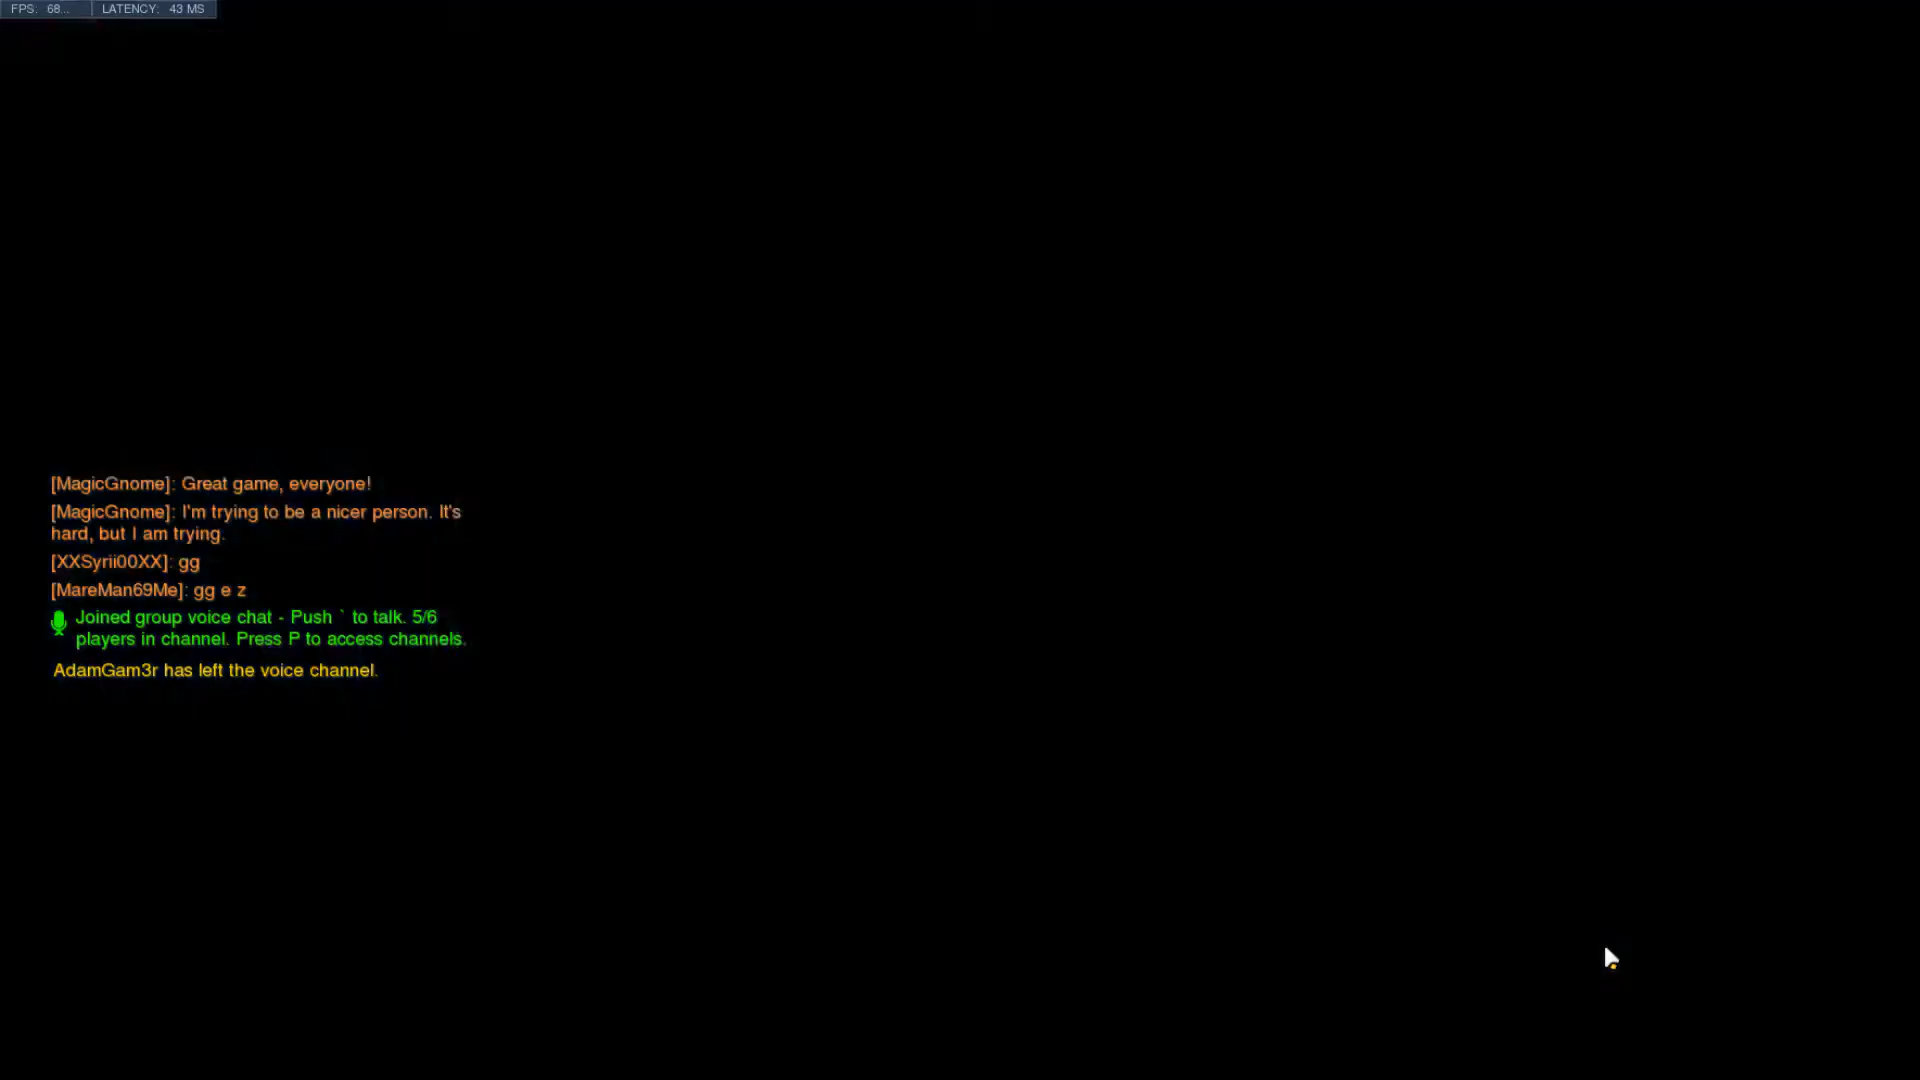 FPS: 68... LATENCY: 43 MS
[MagicGnome]: Great game, everyone!
[MagicGnome]: I'm trying to be a nicer person. It's
hard, but I am trying.
[XXSyrii00XX]: gg
[MareMan69Me]: gg e z
Joined group voice chat - Push ` to talk. 5/6
players in channel. Press P to access channels.
AdamGam3r has left the voice channel.